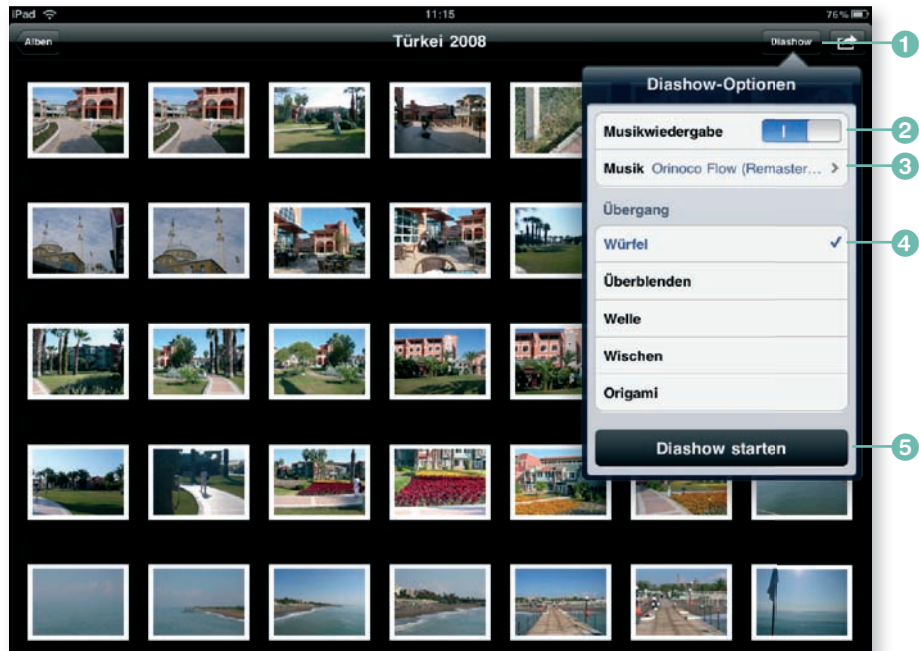 iPad 11:15 76%
Alben Türkei 2008 Diashow 1
Diashow-Optionen
Musikwiedergabe 2
Musik Orinoco Flow (Remaster... 3
Übergang
Würfel 4
Überblenden
Welle
Wischen
Origami
Diashow starten 5